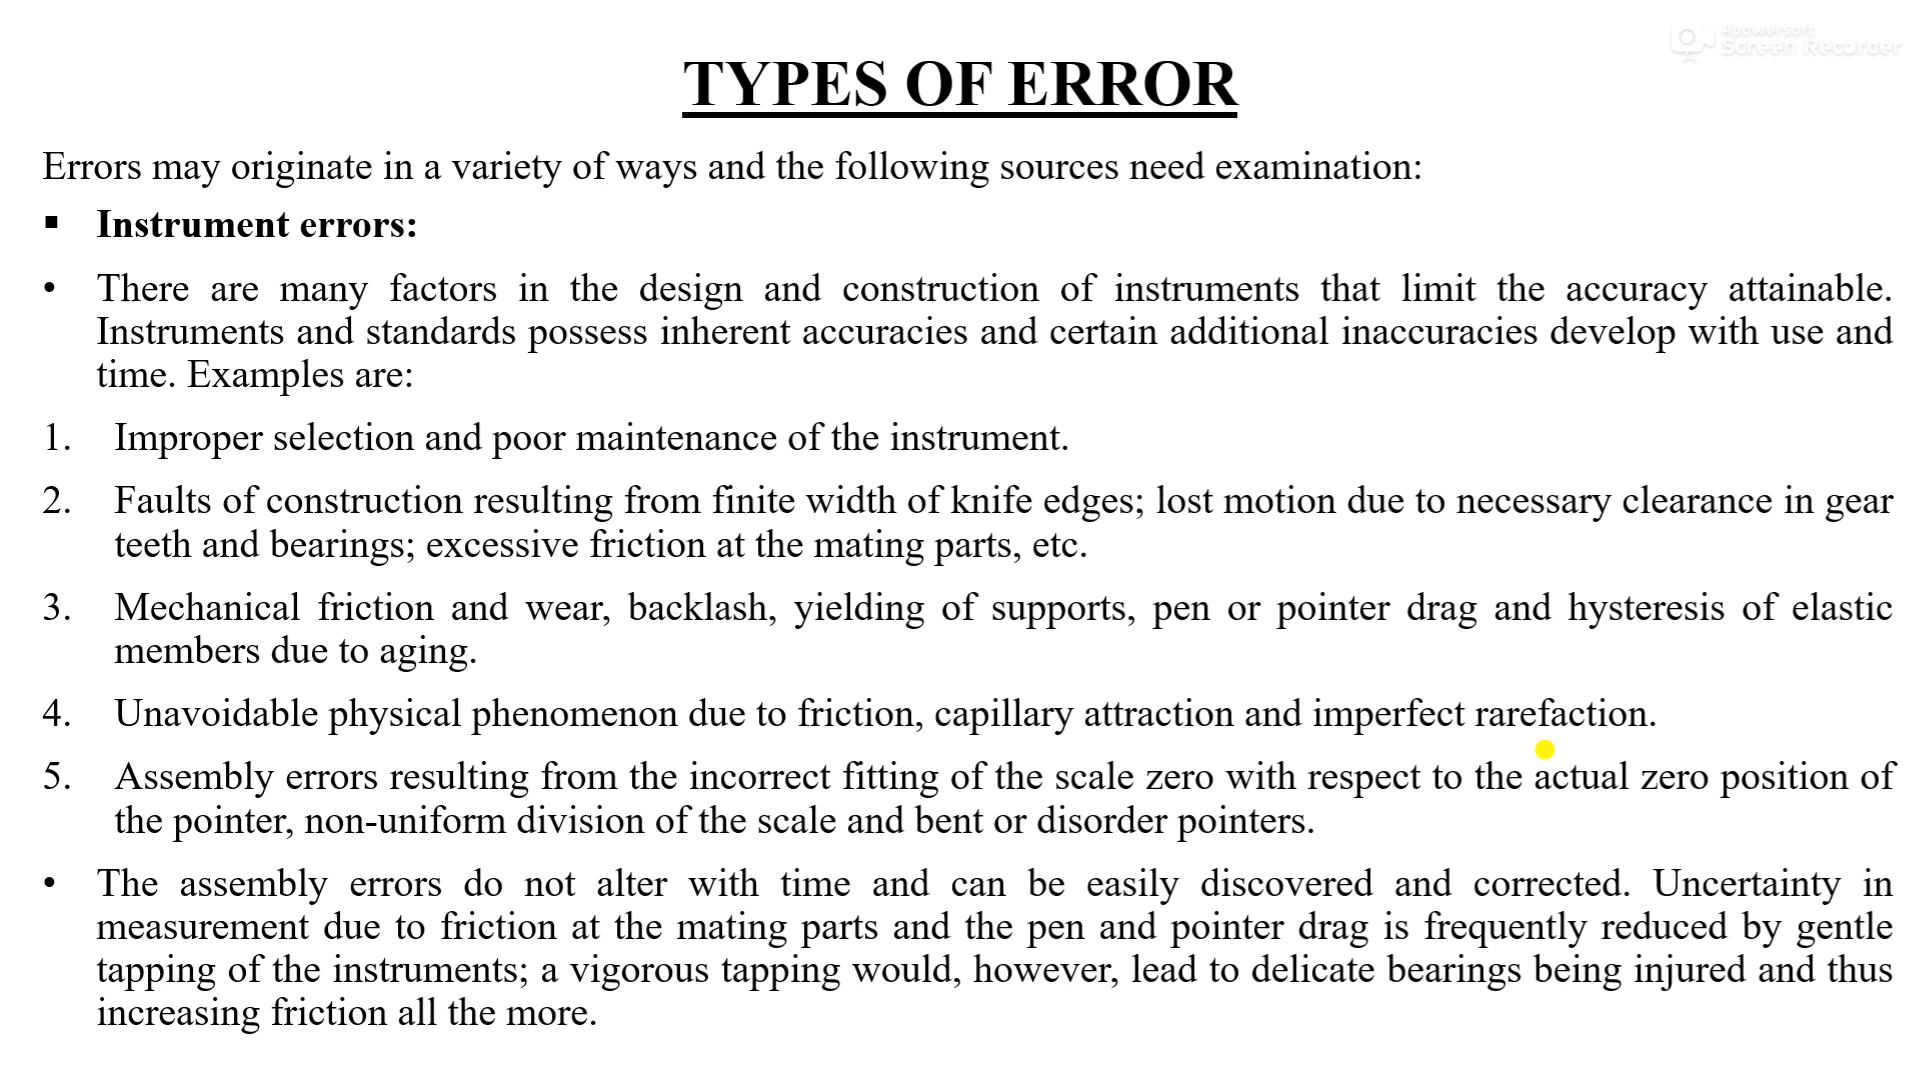 Apowersoft
Screen Recorder
TYPES OF ERROR
Errors may originate in a variety of ways and the following sources need examination:
▪ Instrument errors:
• There are many factors in the design and construction of instruments that limit the accuracy attainable.
Instruments and standards possess inherent accuracies and certain additional inaccuracies develop with use and
time. Examples are:
1. Improper selection and poor maintenance of the instrument.
2. Faults of construction resulting from finite width of knife edges; lost motion due to necessary clearance in gear
teeth and bearings; excessive friction at the mating parts, etc.
3. Mechanical friction and wear, backlash, yielding of supports, pen or pointer drag and hysteresis of elastic
members due to aging.
4. Unavoidable physical phenomenon due to friction, capillary attraction and imperfect rarefaction.
5. Assembly errors resulting from the incorrect fitting of the scale zero with respect to the actual zero position of
the pointer, non-uniform division of the scale and bent or disorder pointers.
• The assembly errors do not alter with time and can be easily discovered and corrected. Uncertainty in
measurement due to friction at the mating parts and the pen and pointer drag is frequently reduced by gentle
tapping of the instruments; a vigorous tapping would, however, lead to delicate bearings being injured and thus
increasing friction all the more.